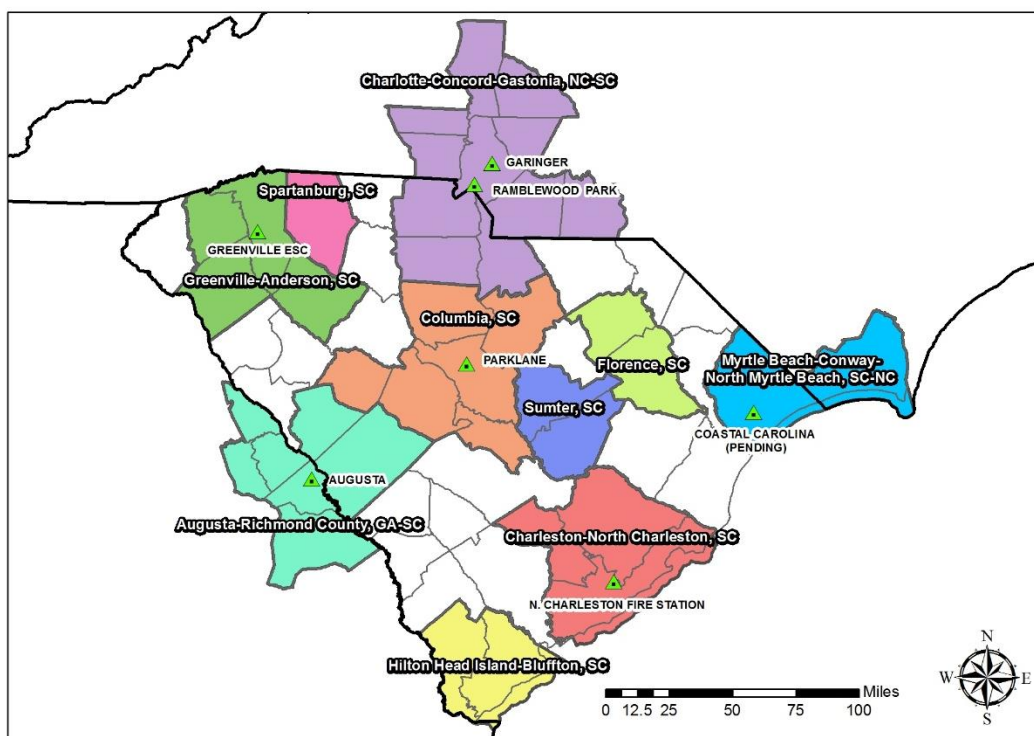 Charlotte-Concord-Gastonia, NC-SC
GARINGER
RAMBLEWOOD PARK
Spartanburg, SC
GREENVILLE ESC
Greenville-Anderson, SC
Columbia, SC
PARKLANE
Florence, SC
Myrtle Beach-Conway-
North Myrtle Beach, SC-NC
Sumter, SC
COASTAL CAROLINA
(PENDING)
AUGUSTA
Augusta-Richmond County, GA-SC
Charleston-North Charleston, SC
N. CHARLESTON FIRE STATION
Hilton Head Island-Bluffton, SC
N
W E
S
Miles
0 12.5 25 50 75 100